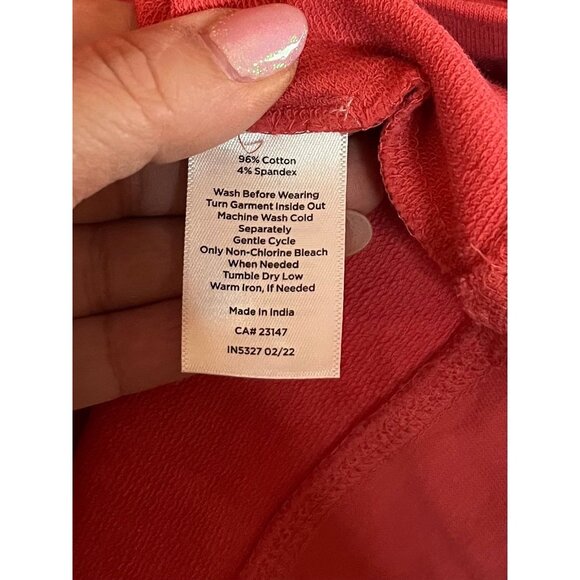 96% Cotton
4% Spandex
Wash Before Wearing
Turn Garment Inside Out
Machine Wash Cold
Separately
Gentle Cycle
Only Non-Chlorine Bleach
When Needed
Tumble Dry Low
Warm Iron, If Needed
Made In India
CA# 23147
IN5327 02/22